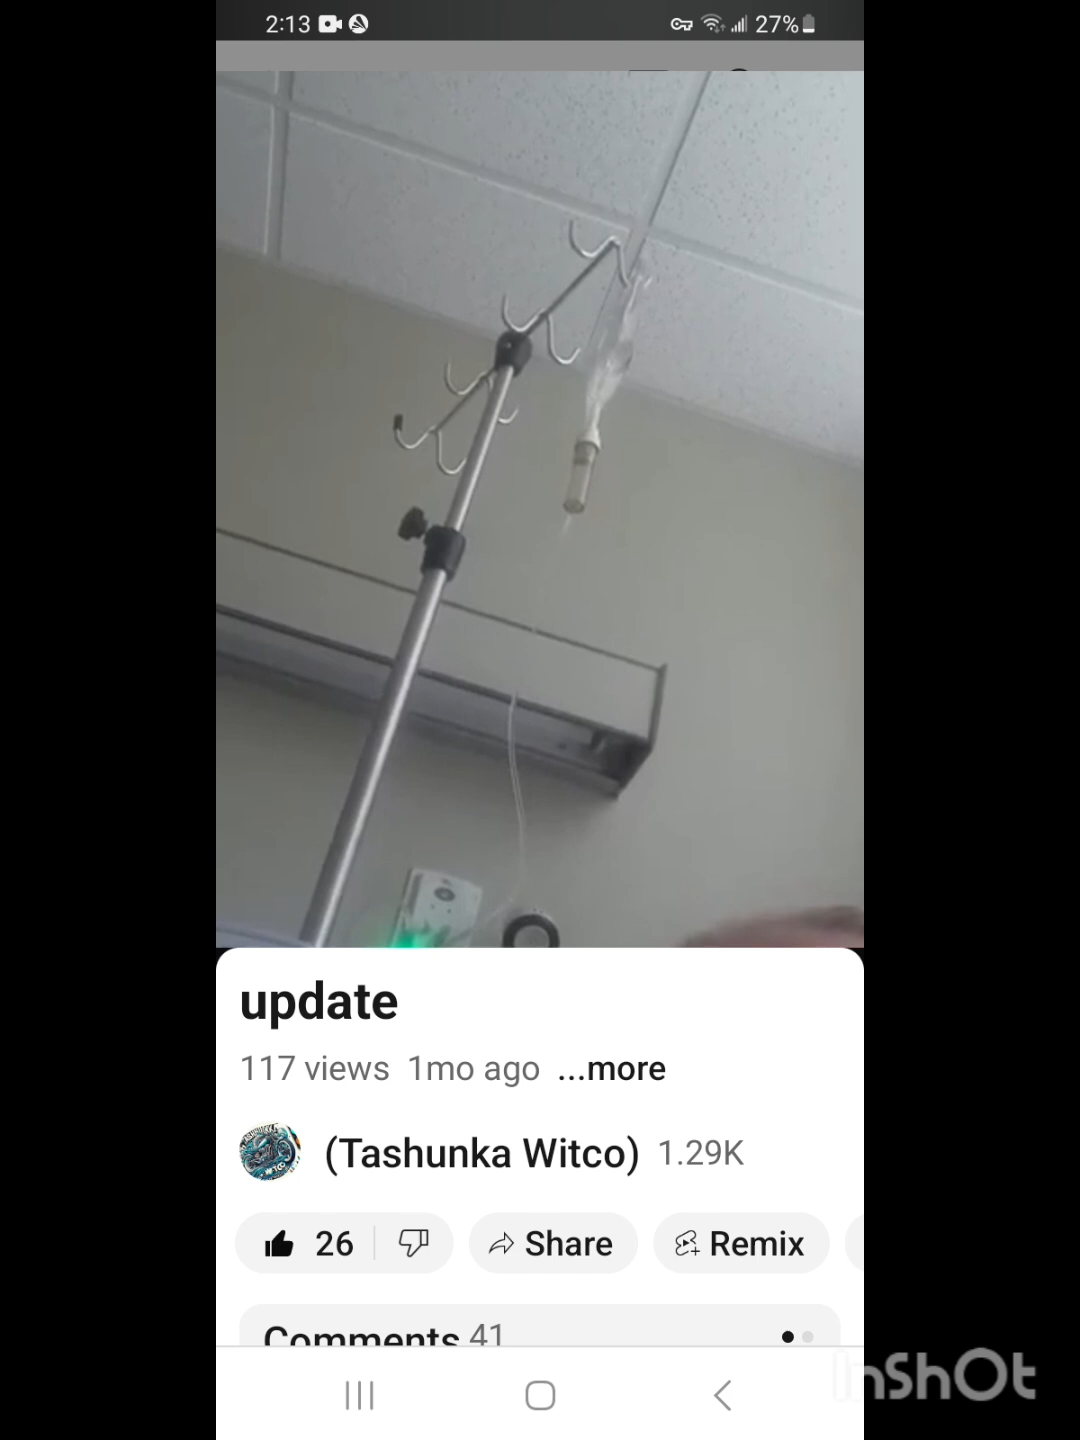 2:13 27%
update
117 views 1mo ago ...more
(Tashunka Witco) 1.29K
26 Share Remix
Comments 41
InShOt